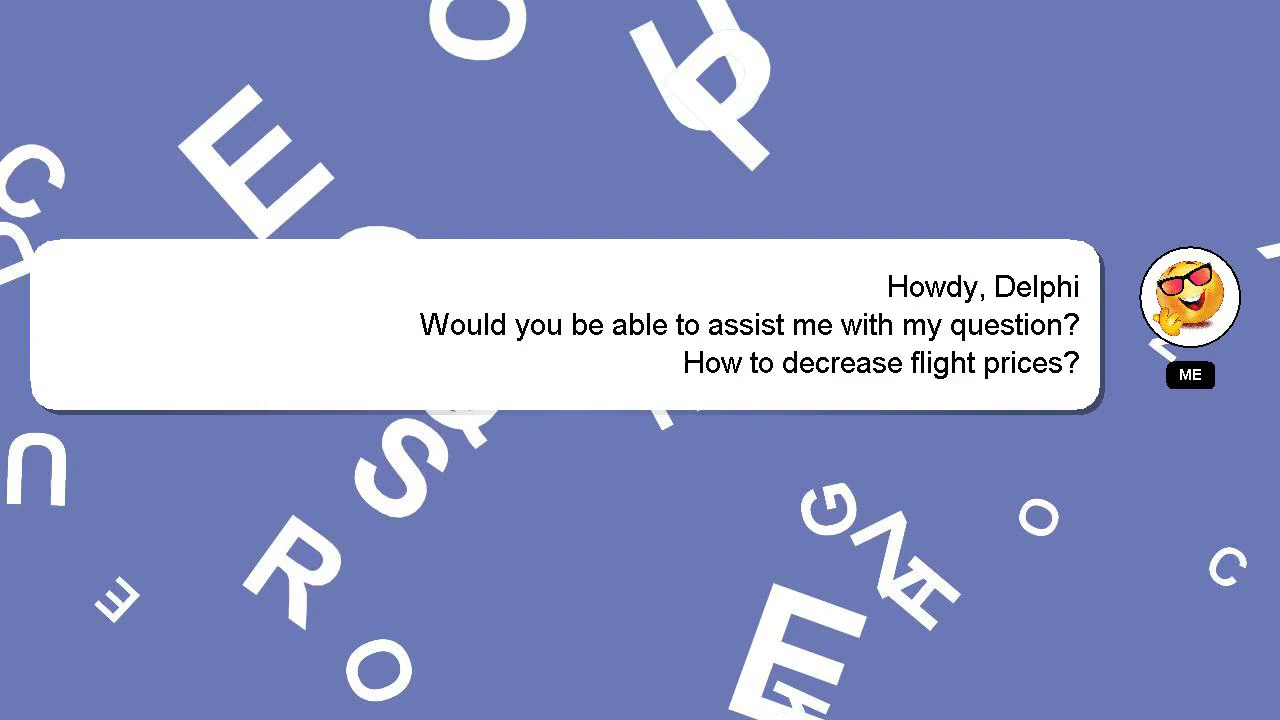 Howdy, Delphi
Would you be able to assist me with my question?
How to decrease flight prices?
ME